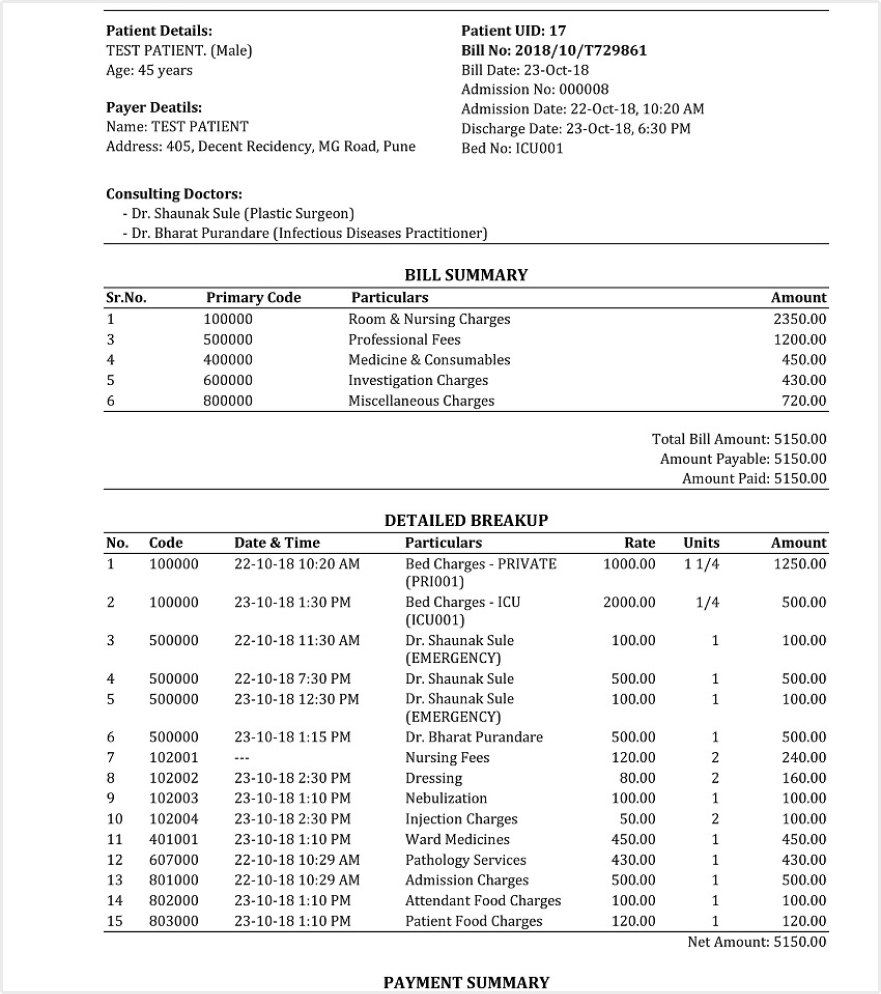 Patient Details:
TEST PATIENT. (Male)
Age: 45 years
Payer Deatils:
Name: TEST PATIENT
Address: 405, Decent Recidency, MG Road, Pune
Patient UID: 17
Bill No: 2018/10/T729861
Bill Date: 23-Oct-18
Admission No: 000008
Admission Date: 22-Oct-18, 10:20 AM
Discharge Date: 23-Oct-18, 6:30 PM
Bed No: ICU001
Consulting Doctors:
- Dr. Shaunak Sule (Plastic Surgeon)
- Dr. Bharat Purandare (Infectious Diseases Practitioner)
BILL SUMMARY
Sr.No. Primary Code Particulars Amount
1 100000 Room & Nursing Charges 2350.00
3 500000 Professional Fees 1200.00
4 400000 Medicine & Consumables 450.00
5 600000 Investigation Charges 430.00
6 800000 Miscellaneous Charges 720.00
Total Bill Amount: 5150.00
Amount Payable: 5150.00
Amount Paid: 5150.00
DETAILED BREAKUP
No. Code Date & Time Particulars Rate Units Amount
1 100000 22-10-18 10:20 AM Bed Charges - PRIVATE 1000.00 1 1/4 1250.00
(PRI001)
2 100000 23-10-18 1:30 PM Bed Charges - ICU 2000.00 1/4 500.00
(ICU001)
3 500000 22-10-18 11:30 AM Dr. Shaunak Sule 100.00 1 100.00
(EMERGENCY)
4 500000 22-10-18 7:30 PM Dr. Shaunak Sule 500.00 1 500.00
5 500000 23-10-18 12:30 PM Dr. Shaunak Sule 100.00 1 100.00
(EMERGENCY)
6 500000 23-10-18 1:15 PM Dr. Bharat Purandare 500.00 1 500.00
7 102001 --- Nursing Fees 120.00 2 240.00
8 102002 23-10-18 2:30 PM Dressing 80.00 2 160.00
9 102003 23-10-18 1:10 PM Nebulization 100.00 1 100.00
10 102004 23-10-18 2:30 PM Injection Charges 50.00 2 100.00
11 401001 23-10-18 1:10 PM Ward Medicines 450.00 1 450.00
12 607000 22-10-18 10:29 AM Pathology Services 430.00 1 430.00
13 801000 22-10-18 10:29 AM Admission Charges 500.00 1 500.00
14 802000 23-10-18 1:10 PM Attendant Food Charges 100.00 1 100.00
15 803000 23-10-18 1:10 PM Patient Food Charges 120.00 1 120.00
Net Amount: 5150.00
PAYMENT SUMMARY